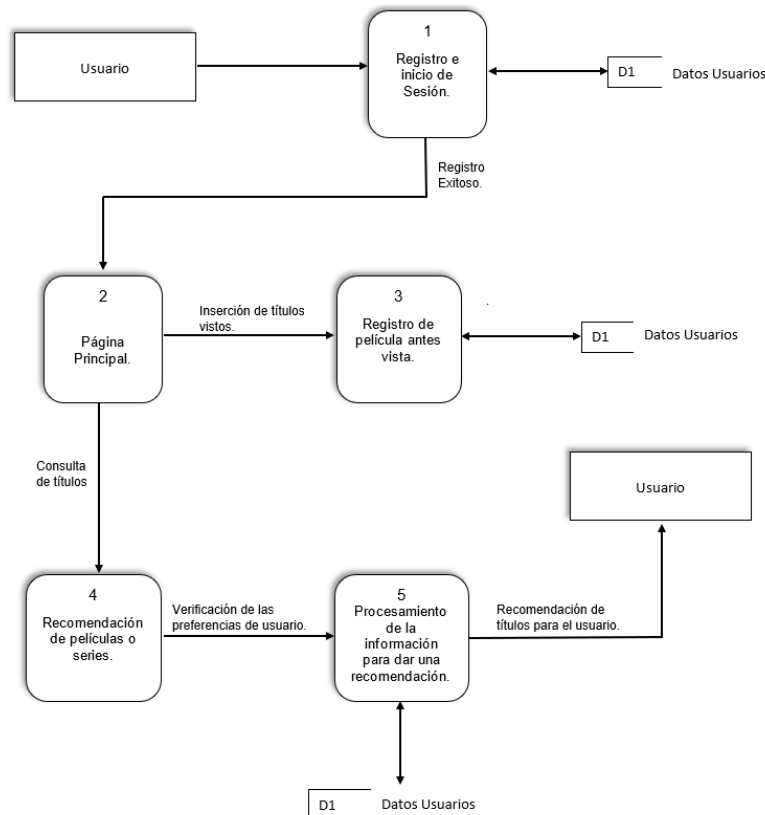 Usuario
1
Registro e
inicio de
Sesión.
D1
Datos Usuarios
Registro
Exitoso.
2
Página
Principal.
Inserción de títulos
vistos.
3
Registro de
película antes
vista.
D1
Datos Usuarios
Consulta
de títulos
Usuario
4
Recomendación
de películas o
series.
Verificación de las
preferencias de usuario.
5
Procesamiento
de la
información
para dar una
recomendación.
Recomendación de
títulos para el usuario.
D1
Datos Usuarios